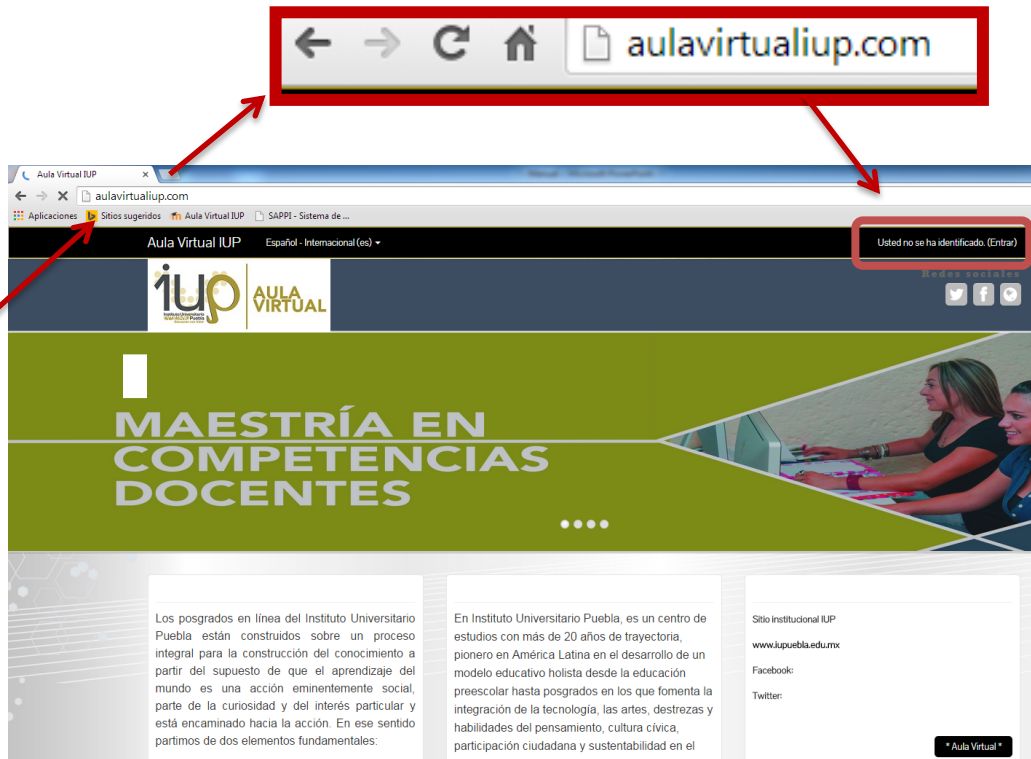 aulavirtualiup.com
Aula Virtual IUP
aulavirtualiup.com
Aplicaciones Sitios sugeridos Aula Virtual IUP SAPPI - Sistema de ...
Aula Virtual IUP Español - Internacional (es) Usted no se ha identificado. (Entrar)
Redes sociales
iup AULA
VIRTUAL
MAESTRÍA EN
COMPETENCIAS
DOCENTES
Los posgrados en línea del Instituto Universitario
Puebla están construidos sobre un proceso
integral para la construcción del conocimiento a
partir del supuesto de que el aprendizaje del
mundo es una acción eminentemente social,
parte de la curiosidad y del interés particular y
está encaminado hacia la acción. En ese sentido
partimos de dos elementos fundamentales:
En Instituto Universitario Puebla, es un centro de
estudios con más de 20 años de trayectoria,
pionero en América Latina en el desarrollo de un
modelo educativo holista desde la educación
preescolar hasta posgrados en los que fomenta la
integración de la tecnología, las artes, destrezas y
habilidades del pensamiento, cultura cívica,
participación ciudadana y sustentabilidad en el
Sitio institucional IUP
www.iupuebla.edu.mx
Facebook:
Twitter:
* Aula Virtual *